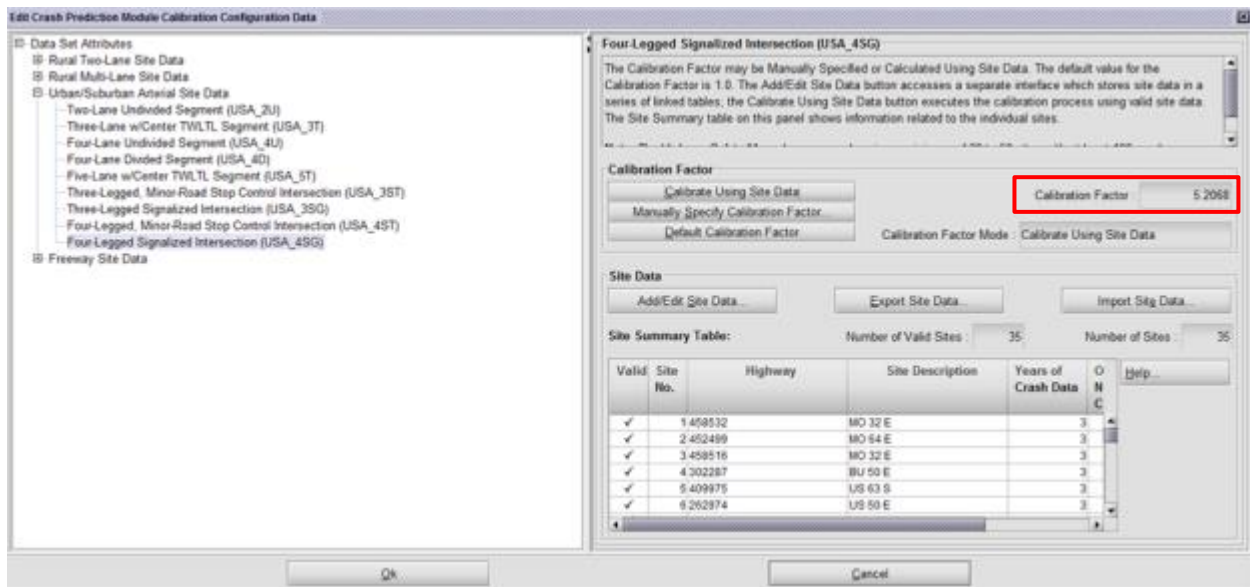 Edit Crash Prediction Module Calibration Configuration Data
Data Set Attributes
Rural Two-Lane Site Data
Rural Multi-Lane Site Data
Urban/Suburban Arterial Site Data
Two-Lane Undivided Segment (USA_2U)
Three-Lane w/Center TWLTL Segment (USA_3T)
Four-Lane Undivided Segment (USA_4U)
Four-Lane Divided Segment (USA_4D)
Five-Lane w/Center TWLTL Segment (USA_5T)
Three-Legged, Minor-Road Stop Control Intersection (USA_3ST)
Three-Legged Signalized Intersection (USA_3SG)
Four-Legged, Minor-Road Stop Control Intersection (USA_4ST)
Four-Legged Signalized Intersection (USA_4SG)
Freeway Site Data
Four-Legged Signalized Intersection (USA_4SG)
The Calibration Factor may be Manually Specified or Calculated Using Site Data. The default value for the
Calibration Factor is 1.0. The Add/Edit Site Data button accesses a separate interface which stores site data in a
series of linked tables; the Calibrate Using Site Data button executes the calibration process using valid site data.
The Site Summary table on this panel shows information related to the individual sites.
Calibration Factor
Calibrate Using Site Data
Calibration Factor 5.2068
Manually Specify Calibration Factor...
Default Calibration Factor
Calibration Factor Mode : Calibrate Using Site Data
Site Data
Add/Edit Site Data... Export Site Data... Import Site Data...
Site Summary Table: Number of Valid Sites : 35 Number of Sites : 35
Valid Site No. Highway Site Description Years of Crash Data O N C Help...
✓ 1 458532 MO 32 E 3
✓ 2 452499 MO 64 E 3
✓ 3 458516 MO 32 E 3
✓ 4 302287 BU 50 E 3
✓ 5 409975 US 63 S 3
✓ 6 262974 US 50 E 3
Ok Cancel